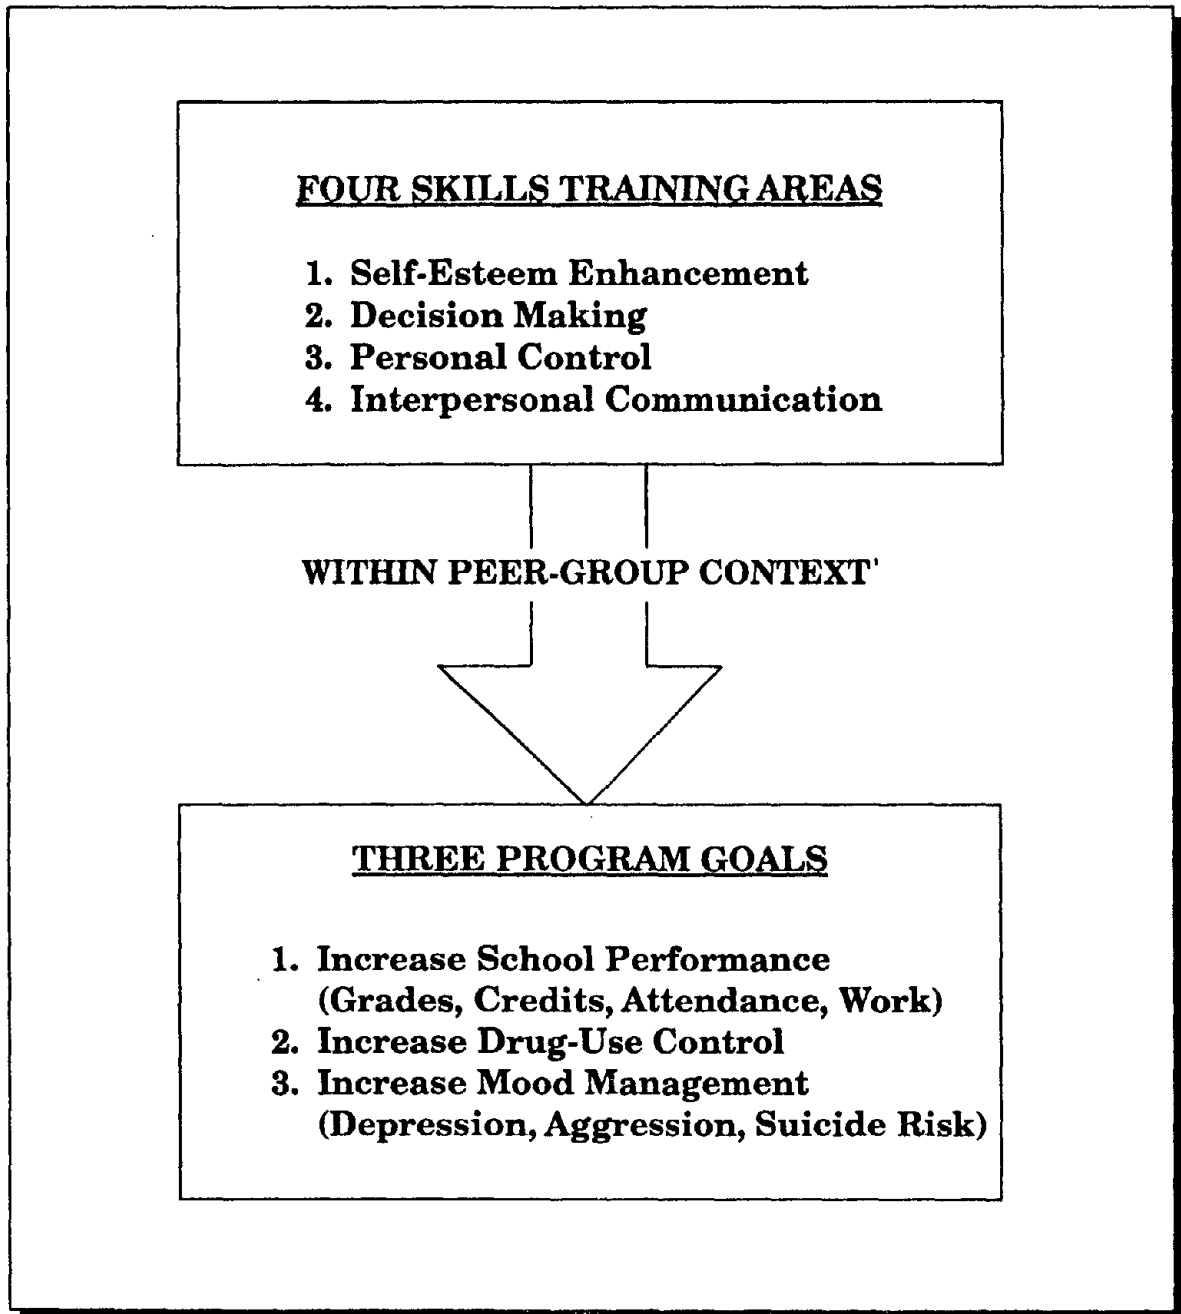 FOUR SKILLS TRAINING AREAS
1. Self-Esteem Enhancement
2. Decision Making
3. Personal Control
4. Interpersonal Communication
WITHIN PEER-GROUP CONTEXT
THREE PROGRAM GOALS
1. Increase School Performance
(Grades, Credits, Attendance, Work)
2. Increase Drug-Use Control
3. Increase Mood Management
(Depression, Aggression, Suicide Risk)